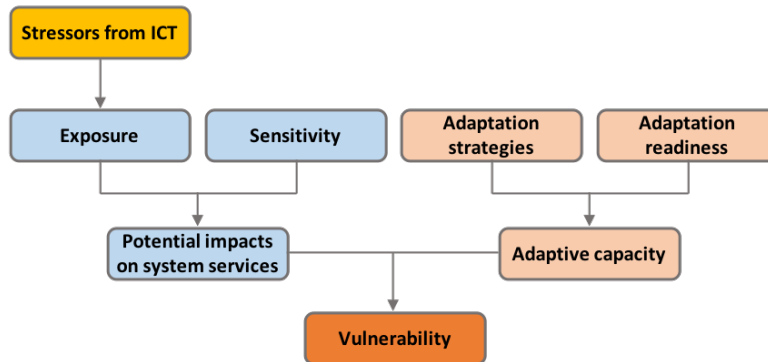 Stressors from ICT
Exposure
Sensitivity
Adaptation
strategies
Adaptation
readiness
Potential impacts
on system services
Adaptive capacity
Vulnerability